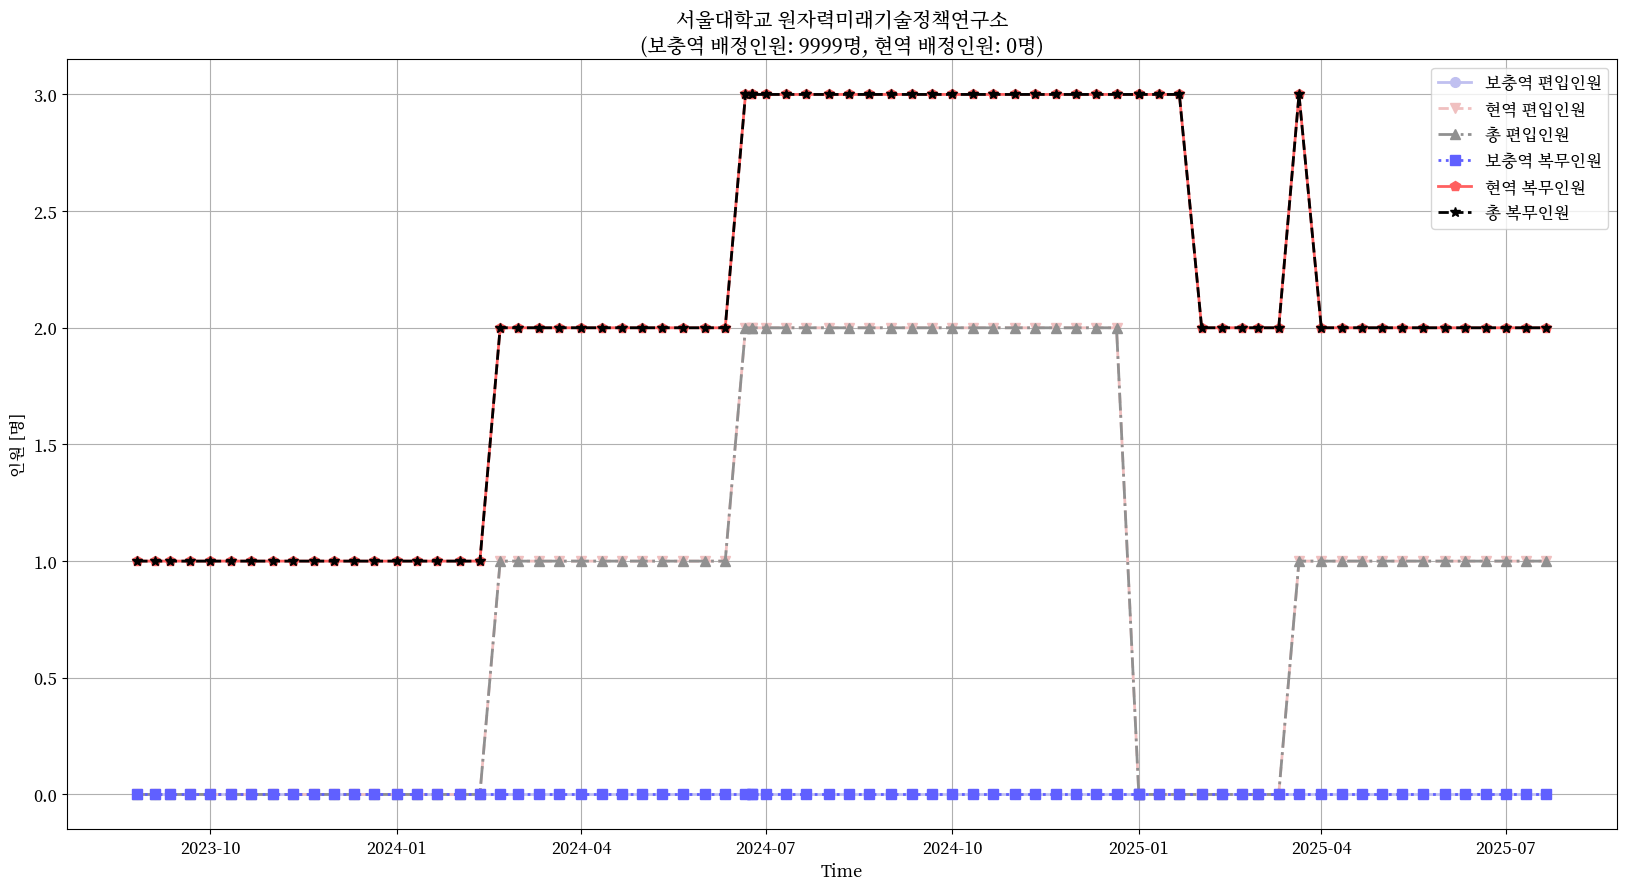 서울대학교 원자력미래기술정책연구소
(보충역 배정인원: 9999명, 현역 배정인원: 0명)
보충역 편입인원
현역 편입인원
총 편입인원
보충역 복무인원
현역 복무인원
총 복무인원
인원 [명]
3.0
2.5
2.0
1.5
1.0
0.5
0.0
2023-10
2024-01
2024-04
2024-07
2024-10
2025-01
2025-04
2025-07
Time